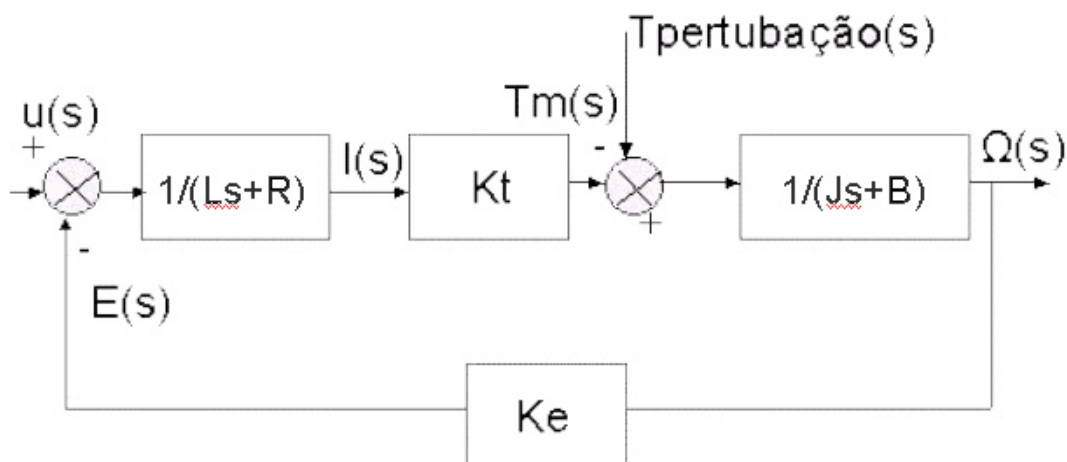 Tpertubação(s)
u(s)
+
1/(Ls+R)
I(s)
Kt
Tm(s)
-
+
1/(Js+B)
Ω(s)
-
E(s)
Ke